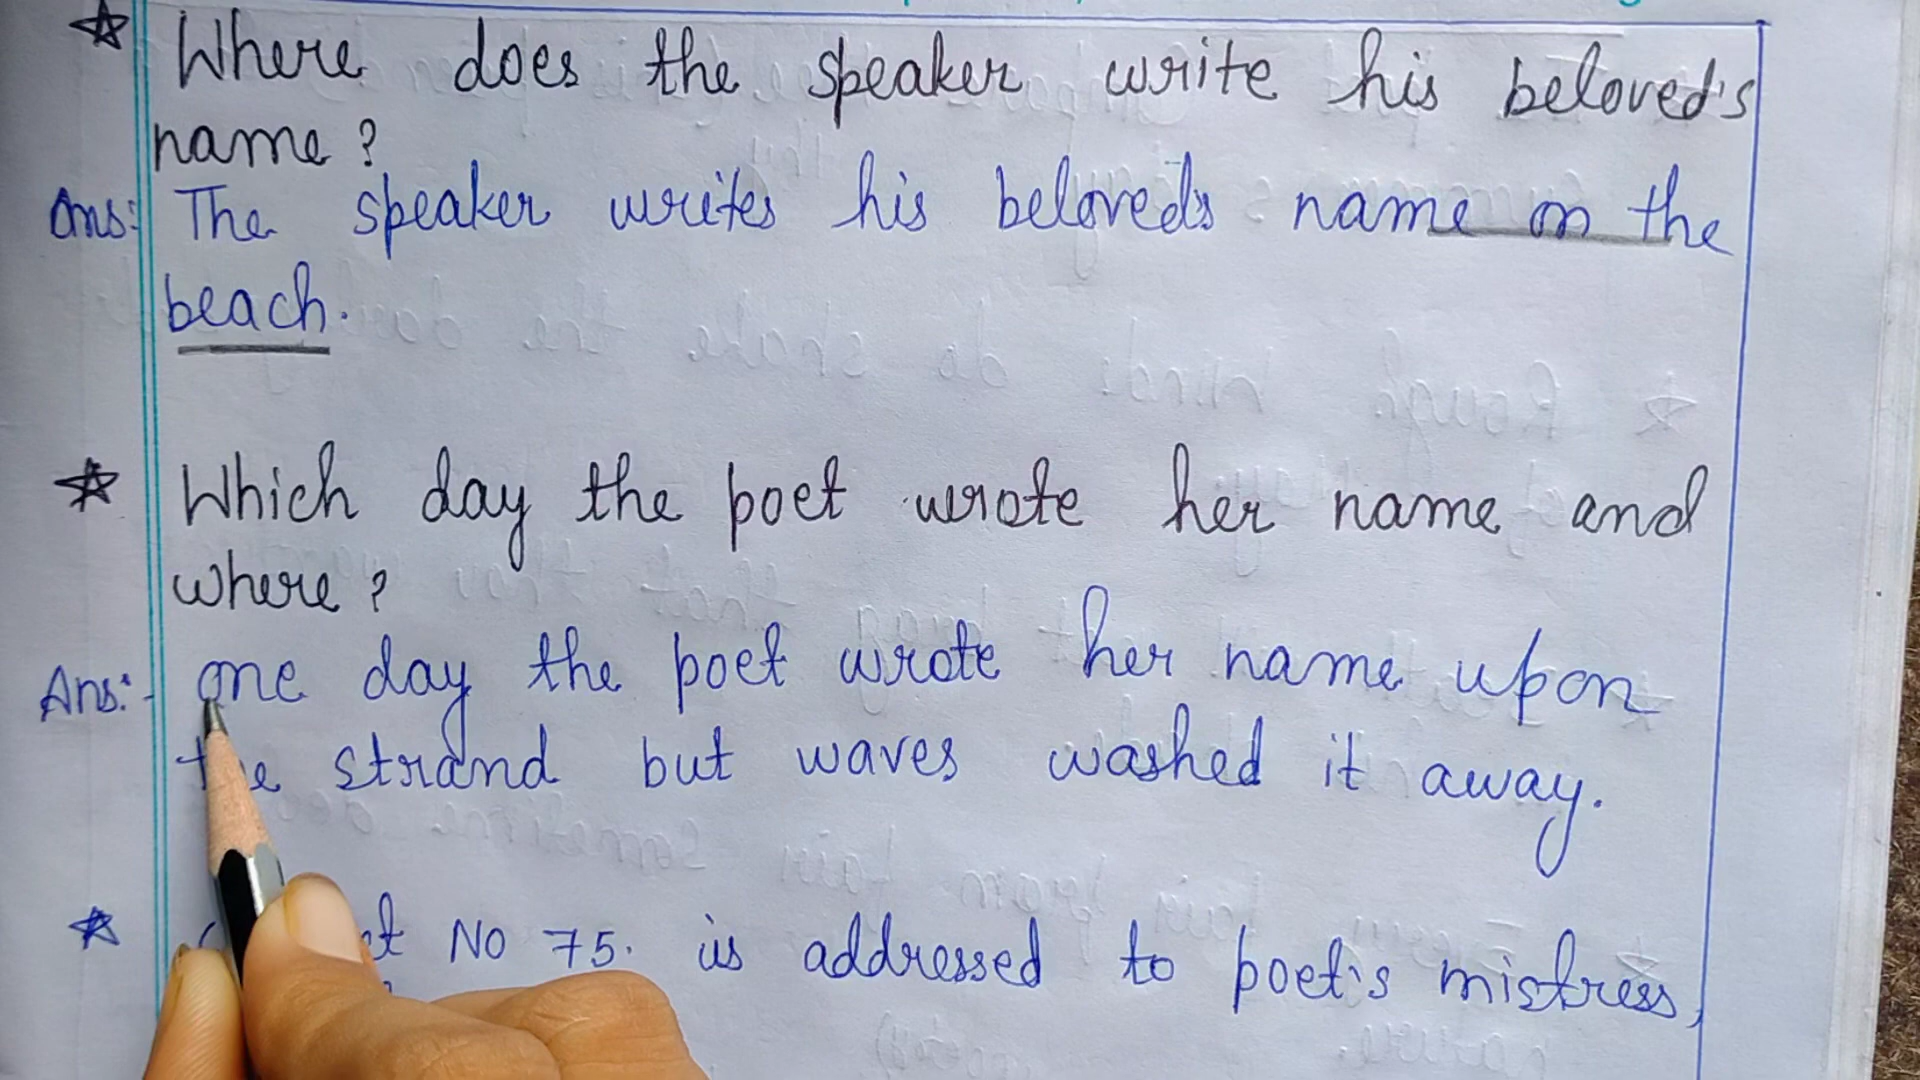 Where does the speaker write his beloved's
name?
Ans: The speaker writes his beloved's name on the
beach.
Which day the poet wrote her name and
where?
Ans:- One day the poet wrote her name upon
the strand but waves washed it away.
No 75. is addressed to poet's mistress,